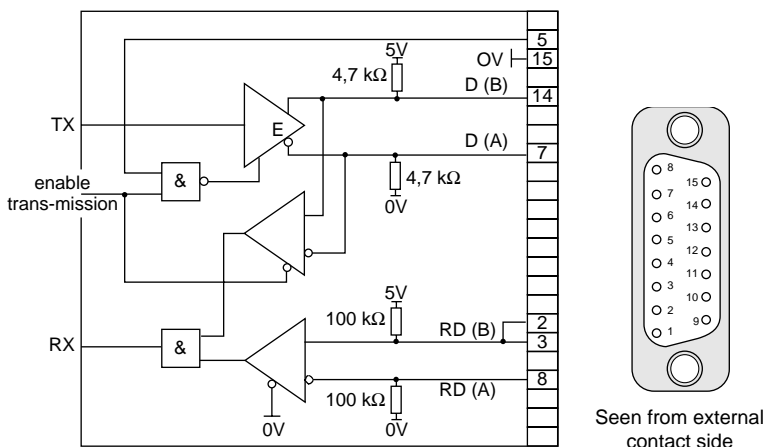 5
5V
OV
15
4,7 kΩ
D (B)
14
TX
E
D (A)
7
&
enable
trans-mission
4,7 kΩ
0V
5V
100 kΩ
RD (B)
2
3
RX
&
RD (A)
8
100 kΩ
0V
0V
8
15
7
14
6
13
5
12
4
11
3
10
2
9
1
Seen from external
contact side